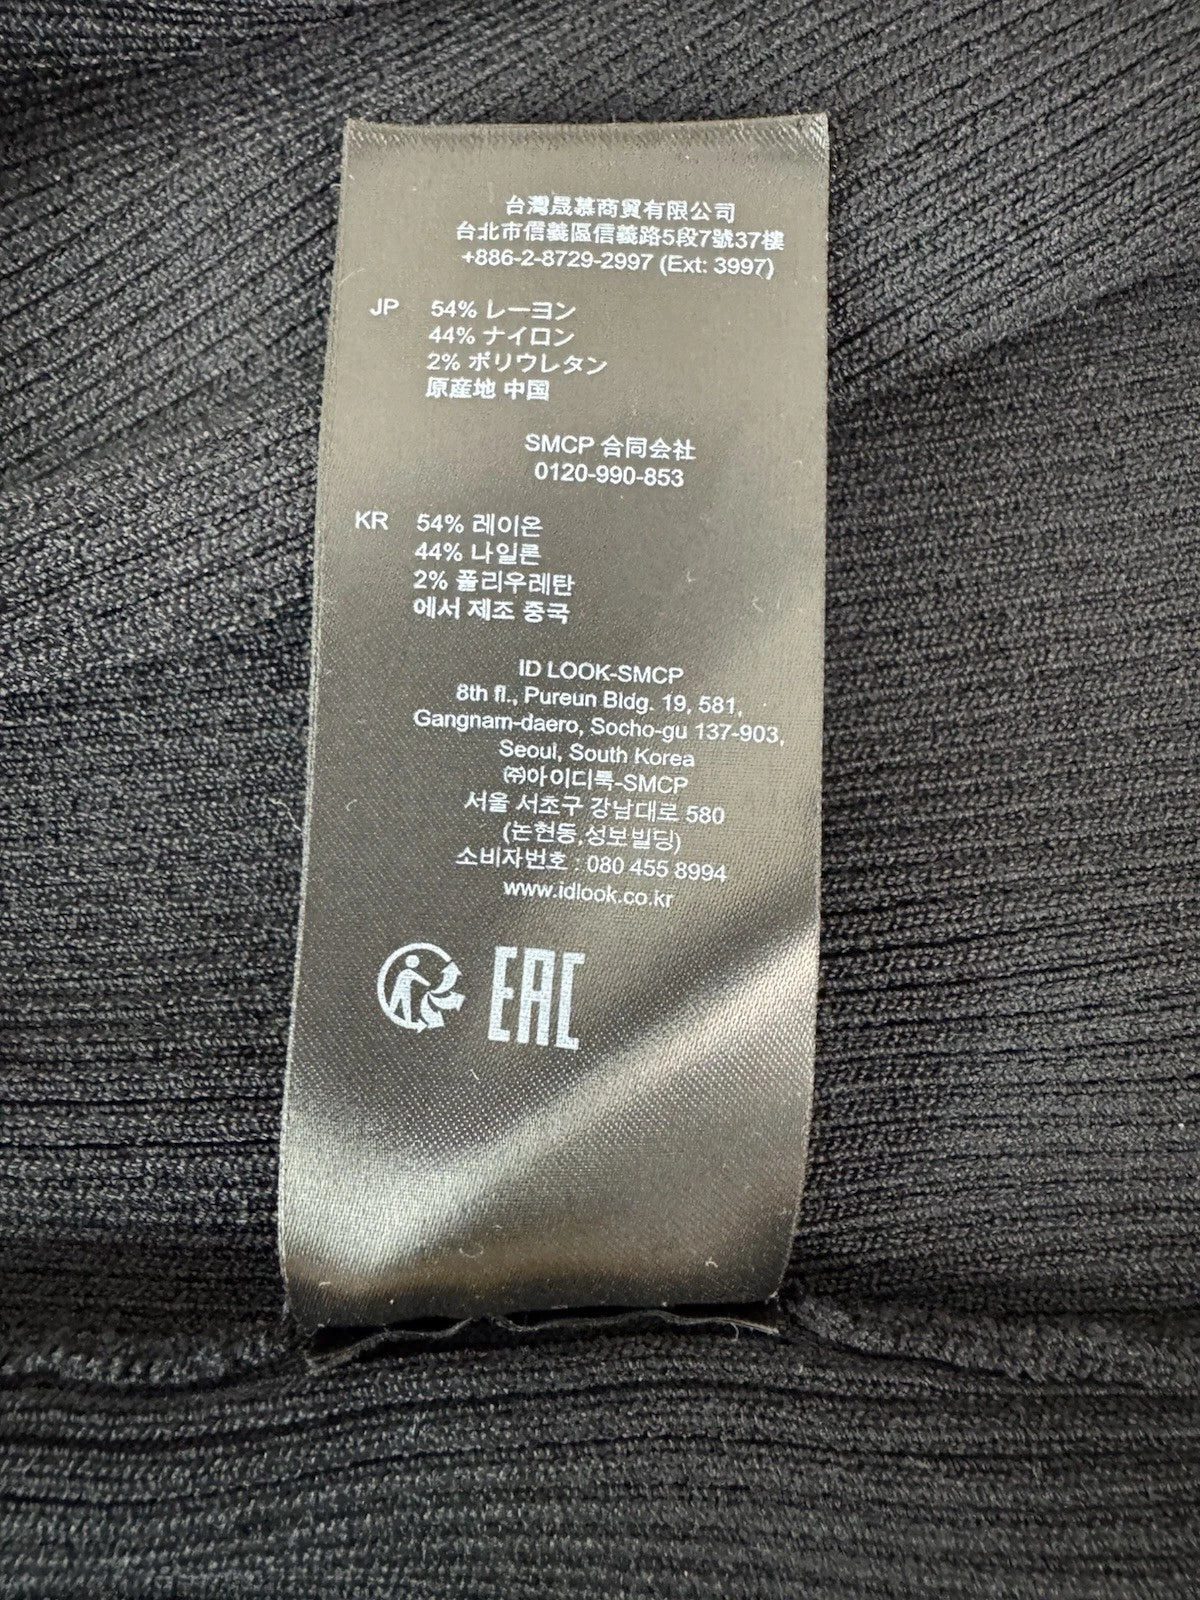 台灣晟慕商貿有限公司
台北市信義區信義路5段7號37樓
+886-2-8729-2997 (Ext: 3997)
JP 54% レーヨン
44% ナイロン
2% ポリウレタン
原産地 中国
SMCP 合同会社
0120-990-853
KR 54% 레이온
44% 나일론
2% 폴리우레탄
에서 제조 중국
ID LOOK-SMCP
8th fl., Pureun Bldg. 19, 581,
Gangnam-daero, Socho-gu 137-903,
Seoul, South Korea
㈜아이디룩-SMCP
서울 서초구 강남대로 580
(논현동,성보빌딩)
소비자번호 : 080 455 8994
www.idlook.co.kr
EAC